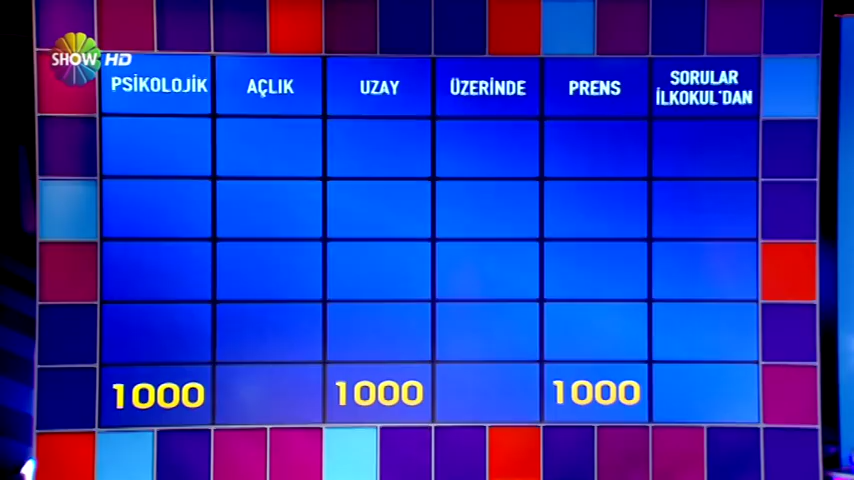 SHOW HD
PSİKOLOJİK
AÇLIK
UZAY
ÜZERİNDE
PRENS
SORULAR
İLKOKUL'DAN
1000
1000
1000